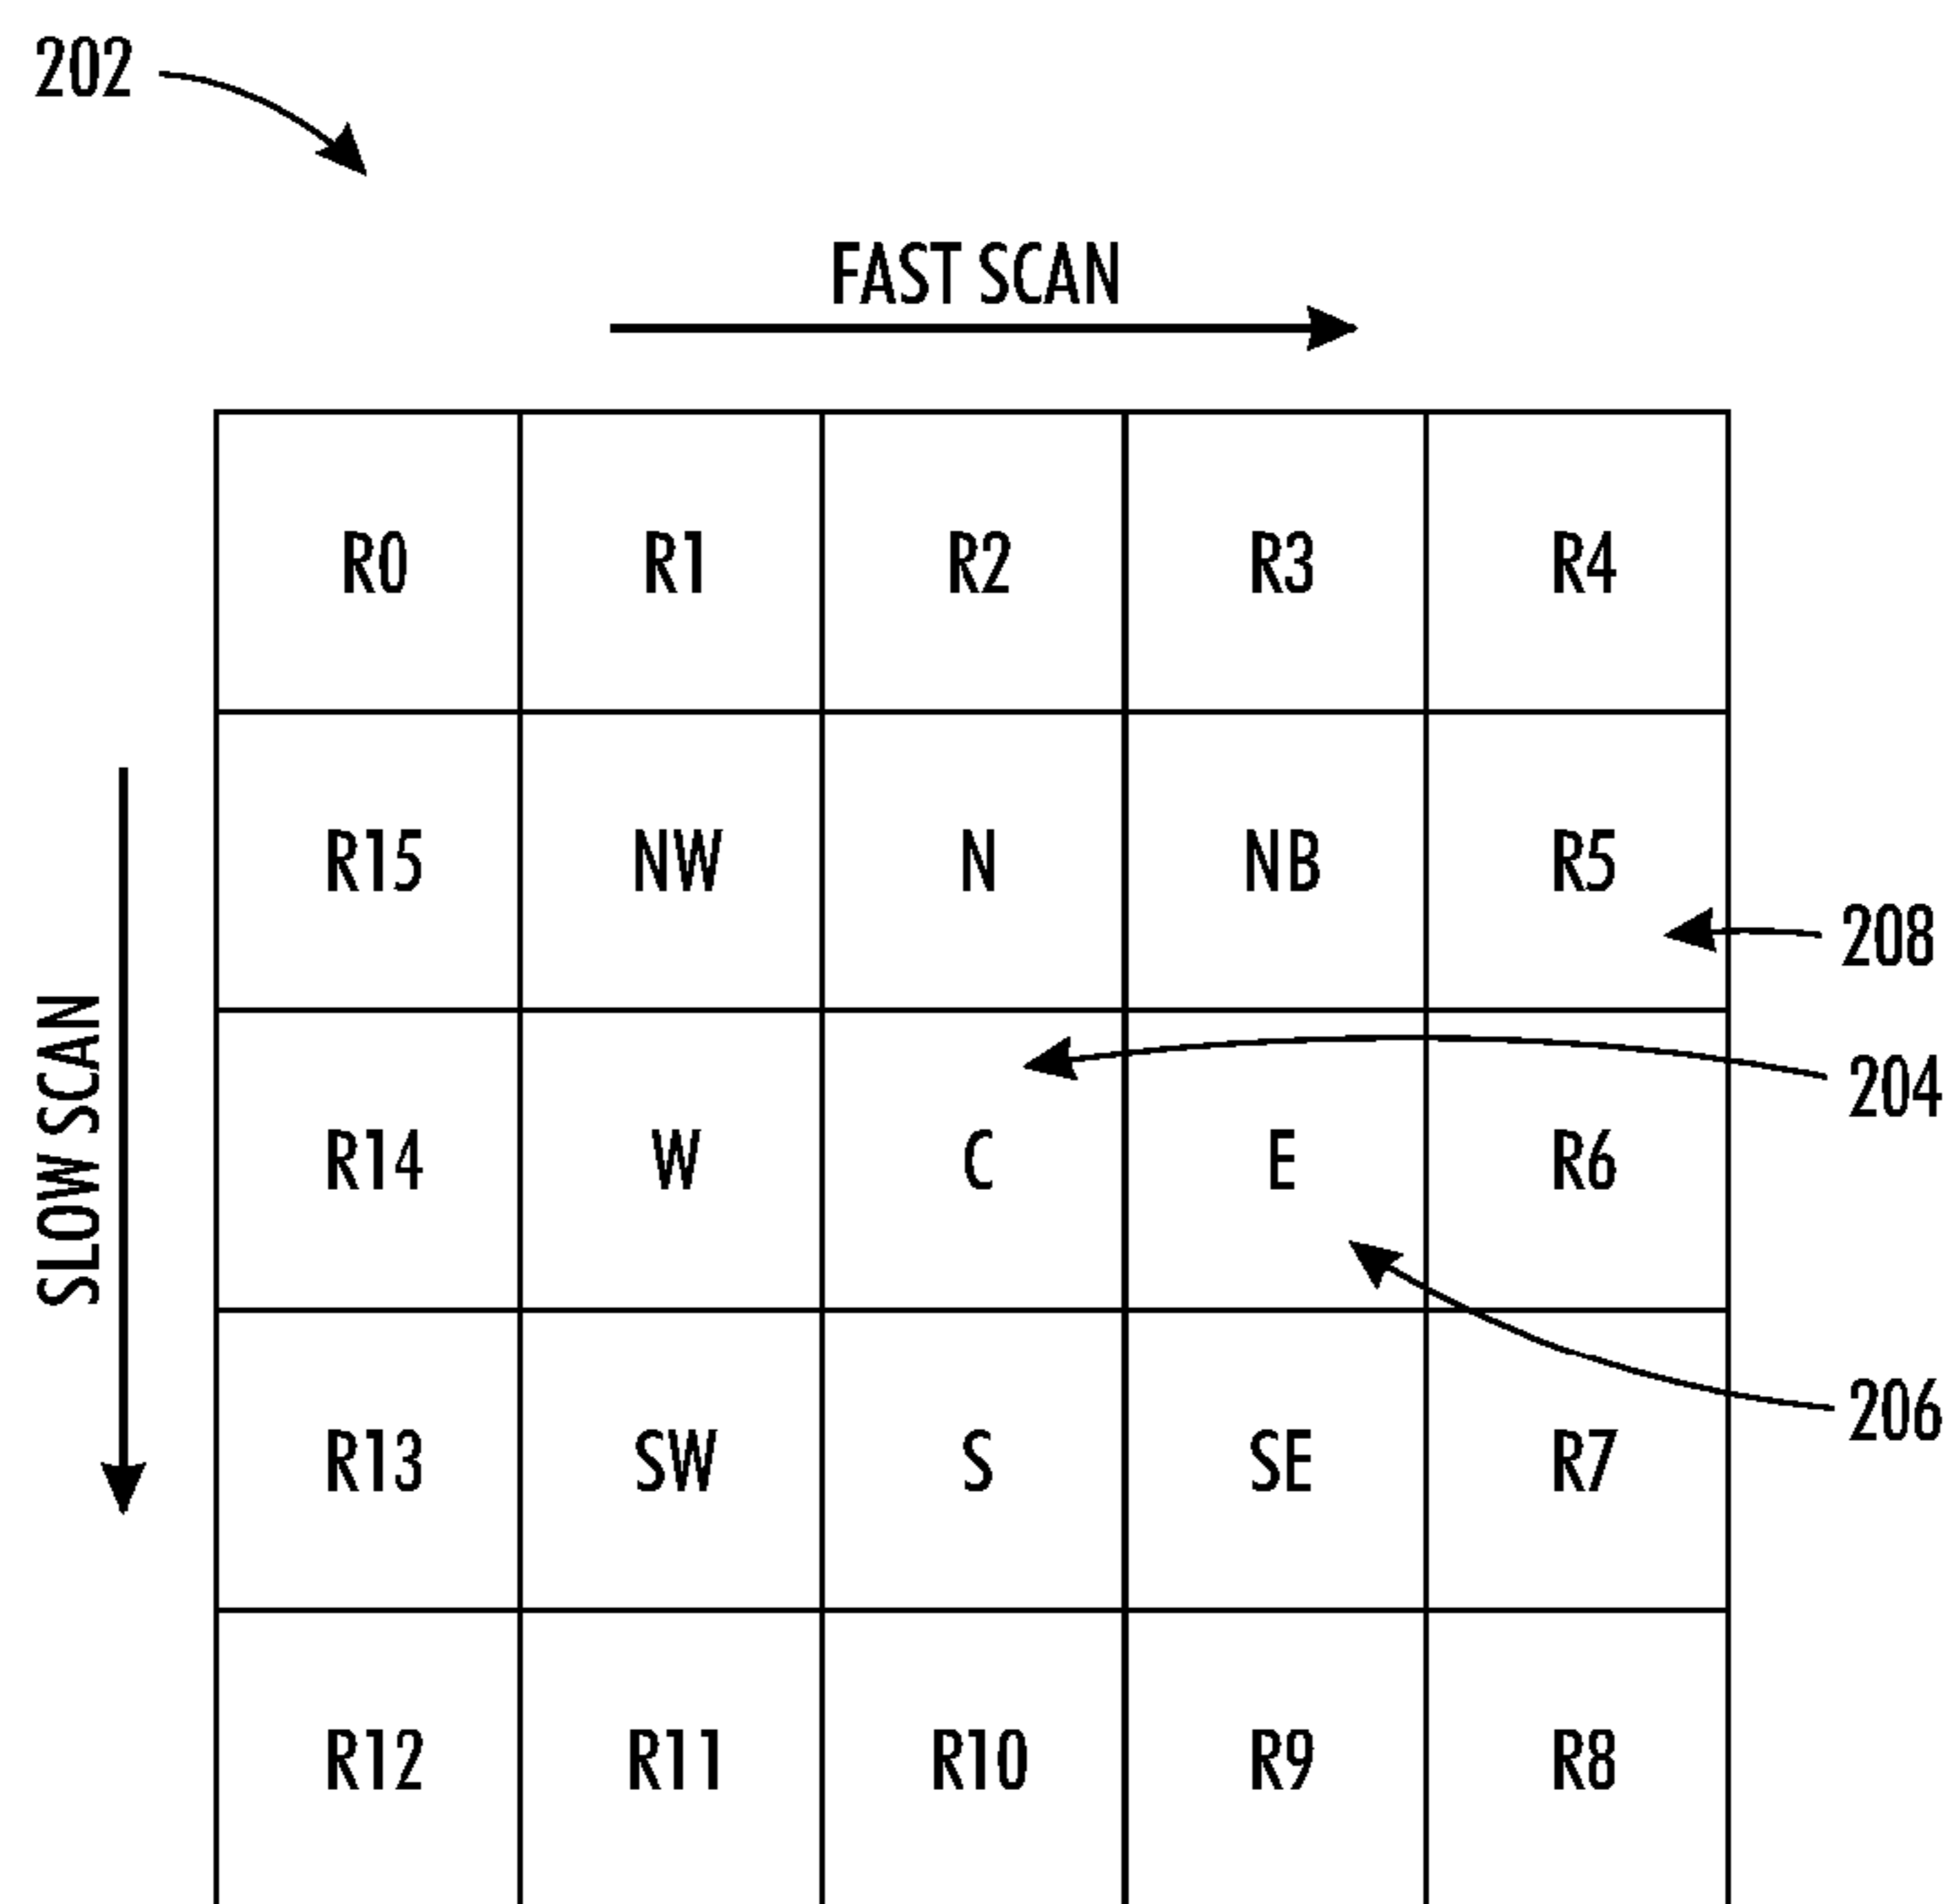 202
FAST SCAN
R0 R1 R2 R3 R4
R15 NW N NB R5
208
SLOW SCAN
204
R14 W C E R6
206
R13 SW S SE R7
R12 R11 R10 R9 R8